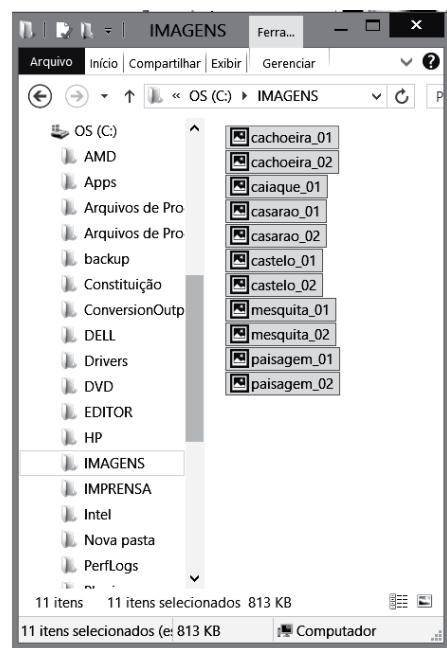 IMAGENS
Ferra...
Arquivo Início Compartilhar Exibir Gerenciar
« OS (C:) IMAGENS P
OS (C:)
AMD
Apps
Arquivos de Pro
Arquivos de Pro
backup
Constituição
ConversionOutp
DELL
Drivers
DVD
EDITOR
HP
IMAGENS
IMPRENSA
Intel
Nova pasta
PerfLogs
cachoeira_01
cachoeira_02
caiaque_01
casarao_01
casarao_02
castelo_01
castelo_02
mesquita_01
mesquita_02
paisagem_01
paisagem_02
11 itens 11 itens selecionados 813 KB
11 itens selecionados (es 813 KB Computador